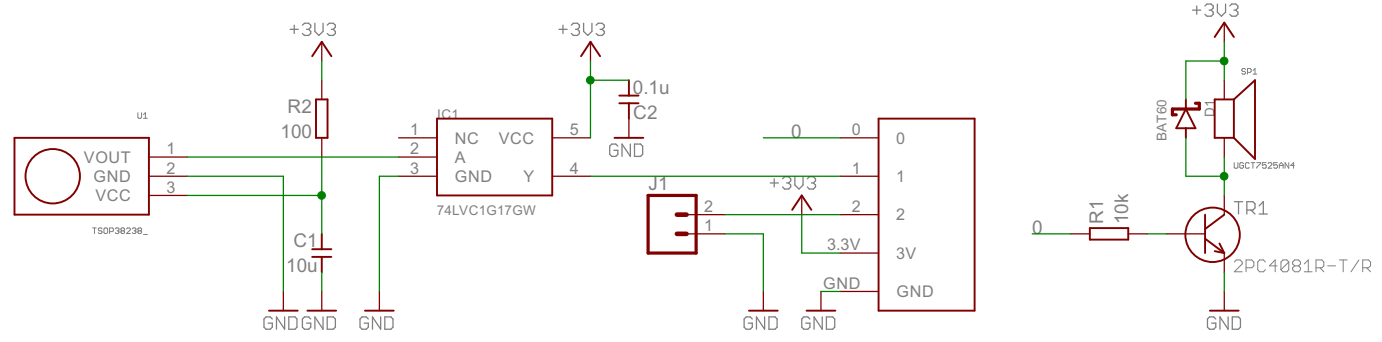 +3V3
U1
VOUT
GND
VCC
1
2
3
TSOP38238_
R2
100
C1
10u
GND
GND
GND
+3V3
0.1u
C2
GND
IC1
1
2
3
NC
A
GND
VCC
Y
5
4
74LVC1G17GW
J1
2
1
GND
+3V3
0
0
1
2
3.3V
GND
0
1
2
3V
GND
GND
+3V3
SP1
BAT60
D1
UGCT7525AN4
0
R1
10k
TR1
2PC4081R-T/R
GND